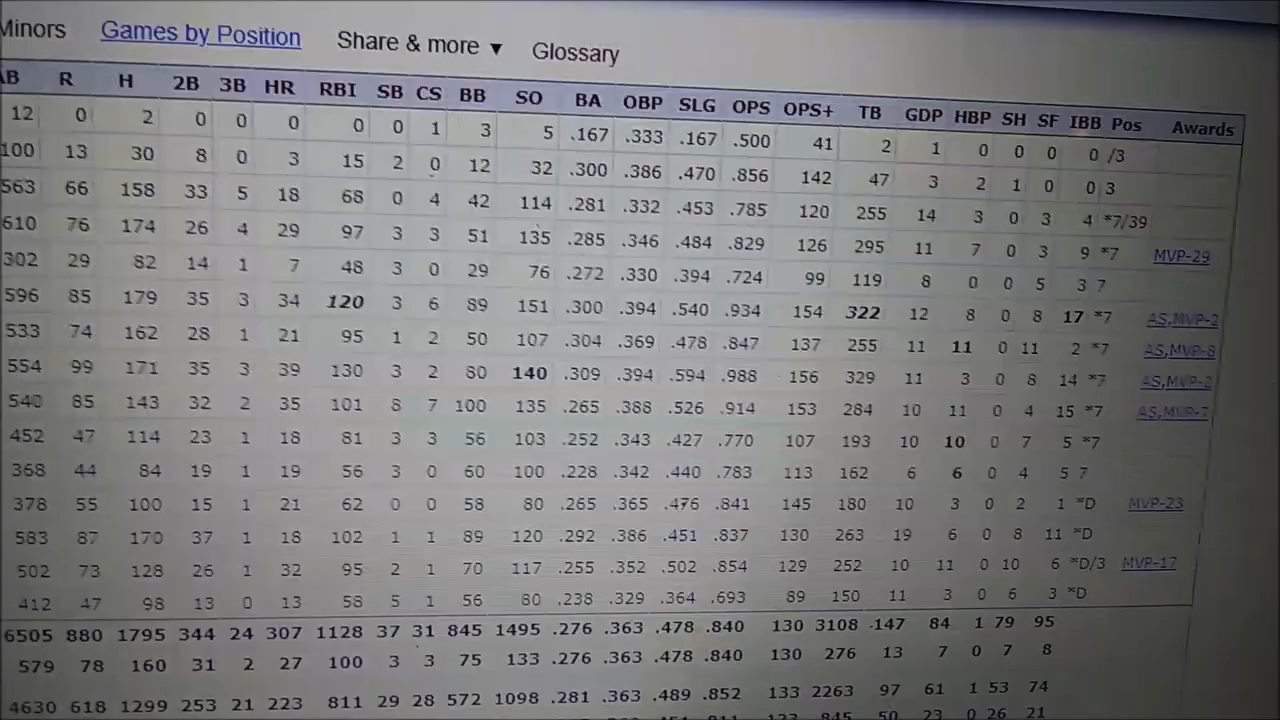 Minors Games by Position Share & more ▼ Glossary
AB R H 2B 3B HR RBI SB CS BB SO BA OBP SLG OPS OPS+ TB GDP HBP SH SF IBB Pos Awards
12 0 2 0 0 0 0 0 1 3 5 .167 .333 .167 .500 41 2 1 0 0 0 0 /3
100 13 30 8 0 3 15 2 0 12 32 .300 .386 .470 .856 142 47 3 2 1 0 0 3
563 66 158 33 5 18 68 0 4 42 114 .281 .332 .453 .785 120 255 14 3 0 3 4 *7/39
610 76 174 26 4 29 97 3 3 51 135 .285 .346 .484 .829 126 295 11 7 0 3 9 *7 MVP-29
302 29 82 14 1 7 48 3 0 29 76 .272 .330 .394 .724 99 119 8 0 0 5 3 7
596 85 179 35 3 34 120 3 6 89 151 .300 .394 .540 .934 154 322 12 8 0 8 17 *7 AS,MVP-2
533 74 162 28 1 21 95 1 2 50 107 .304 .369 .478 .847 137 255 11 11 0 11 2 *7 AS,MVP-8
554 99 171 35 3 39 130 3 2 80 140 .309 .394 .594 .988 156 329 11 3 0 8 14 *7 AS,MVP-2
540 85 143 32 2 35 101 8 7 100 135 .265 .388 .526 .914 153 284 10 11 0 4 15 *7 AS,MVP-7
452 47 114 23 1 18 81 3 3 56 103 .252 .343 .427 .770 107 193 10 10 0 7 5 *7
368 44 84 19 1 19 56 3 0 60 100 .228 .342 .440 .783 113 162 6 6 0 4 5 7
378 55 100 15 1 21 62 0 0 58 80 .265 .365 .476 .841 145 180 10 3 0 2 1 *D MVP-23
583 87 170 37 1 18 102 1 1 89 120 .292 .386 .451 .837 130 263 19 6 0 8 11 *D
502 73 128 26 1 32 95 2 1 70 117 .255 .352 .502 .854 129 252 10 11 0 10 6 *D/3 MVP-17
412 47 98 13 0 13 58 5 1 56 80 .238 .329 .364 .693 89 150 11 3 0 6 3 *D
6505 880 1795 344 24 307 1128 37 31 845 1495 .276 .363 .478 .840 130 3108 147 84 1 79 95
579 78 160 31 2 27 100 3 3 75 133 .276 .363 .478 .840 130 276 13 7 0 7 8
4630 618 1299 253 21 223 811 29 28 572 1098 .281 .363 .489 .852 133 2263 97 61 1 53 74
123 845 50 23 0 26 21